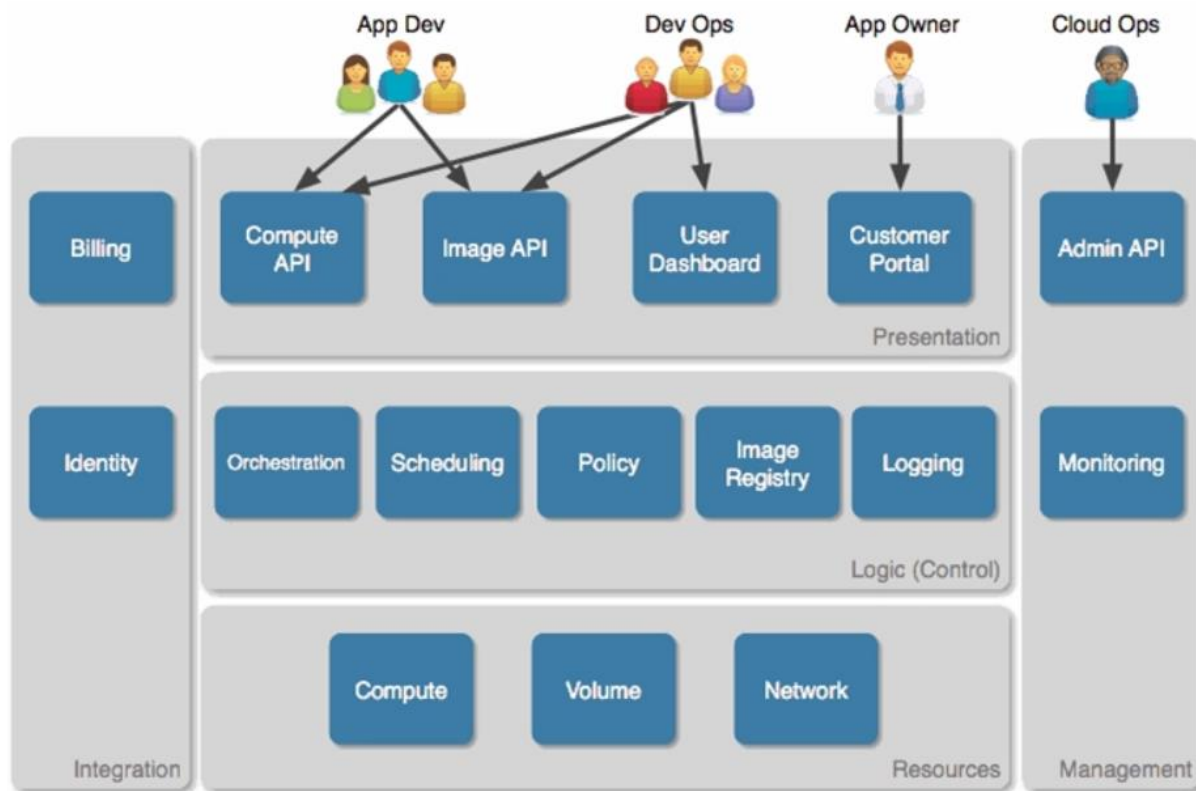 App Dev
Dev Ops
App Owner
Cloud Ops
Billing
Compute
API
Image API
User
Dashboard
Customer
Portal
Admin API
Presentation
Identity
Orchestration
Scheduling
Policy
Image
Registry
Logging
Monitoring
Logic (Control)
Compute
Volume
Network
Integration
Resources
Management